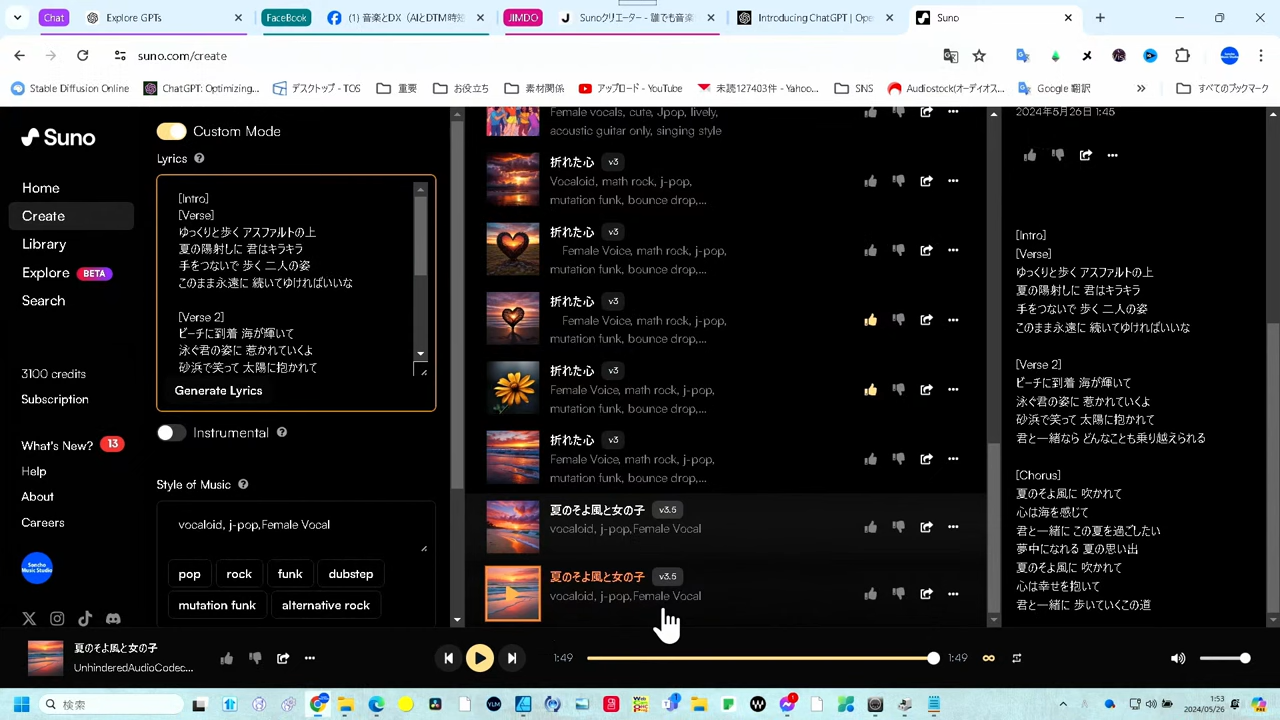 Chat
Explore GPTs
FaceBook
(1) 音楽とDX（AIとDTM時短
JIMDO
Sunoクリエーター - 誰でも音楽
Introducing ChatGPT | Open
Suno
suno.com/create
Stable Diffusion Online
ChatGPT: Optimizing...
デスクトップ - TOS
重要
お役立ち
素材関係
アップロード - YouTube
未読127403件 - Yahoo...
SNS
Audiostock(オーディオス...
Google 翻訳
»
すべてのブックマーク
Suno
Home
Create
Library
Explore BETA
Search
3100 credits
Subscription
What's New? 13
Help
About
Careers
Custom Mode
Lyrics
[Intro]
[Verse]
ゆっくりと歩く アスファルトの上
夏の陽射しに 君はキラキラ
手をつないで 歩く 二人の姿
このまま永遠に 続いてゆければいいな
[Verse 2]
ビーチに到着 海が輝いて
泳ぐ君の姿に 惹かれていくよ
砂浜で笑って 太陽に抱かれて
Generate Lyrics
Instrumental
Style of Music
vocaloid, j-pop,Female Vocal
pop
rock
funk
dubstep
mutation funk
alternative rock
Female vocals, cute, Jpop, lively,
acoustic guitar only, singing style
折れた心 v3
Vocaloid, math rock, j-pop,
mutation funk, bounce drop,...
折れた心 v3
Female Voice, math rock, j-pop,
mutation funk, bounce drop,...
折れた心 v3
Female Voice, math rock, j-pop,
mutation funk, bounce drop,...
折れた心 v3
Female Voice, math rock, j-pop,
mutation funk, bounce drop,...
折れた心 v3
Female Voice, math rock, j-pop,
mutation funk, bounce drop,...
夏のそよ風と女の子 v3.5
vocaloid, j-pop,Female Vocal
夏のそよ風と女の子 v3.5
vocaloid, j-pop,Female Vocal
2024年5月26日 1:45
[Intro]
[Verse]
ゆっくりと歩く アスファルトの上
夏の陽射しに 君はキラキラ
手をつないで 歩く 二人の姿
このまま永遠に 続いてゆければいいな
[Verse 2]
ビーチに到着 海が輝いて
泳ぐ君の姿に 惹かれていくよ
砂浜で笑って 太陽に抱かれて
君と一緒なら どんなことも乗り越えられる
[Chorus]
夏のそよ風に 吹かれて
心は海を感じて
君と一緒に この夏を過ごしたい
夢中になれる 夏の思い出
夏のそよ風に 吹かれて
心は幸せを抱いて
君と一緒に 歩いていくこの道
夏のそよ風と女の子
UnhinderedAudioCodec...
1:49
1:49
検索
1:53
2024/05/26